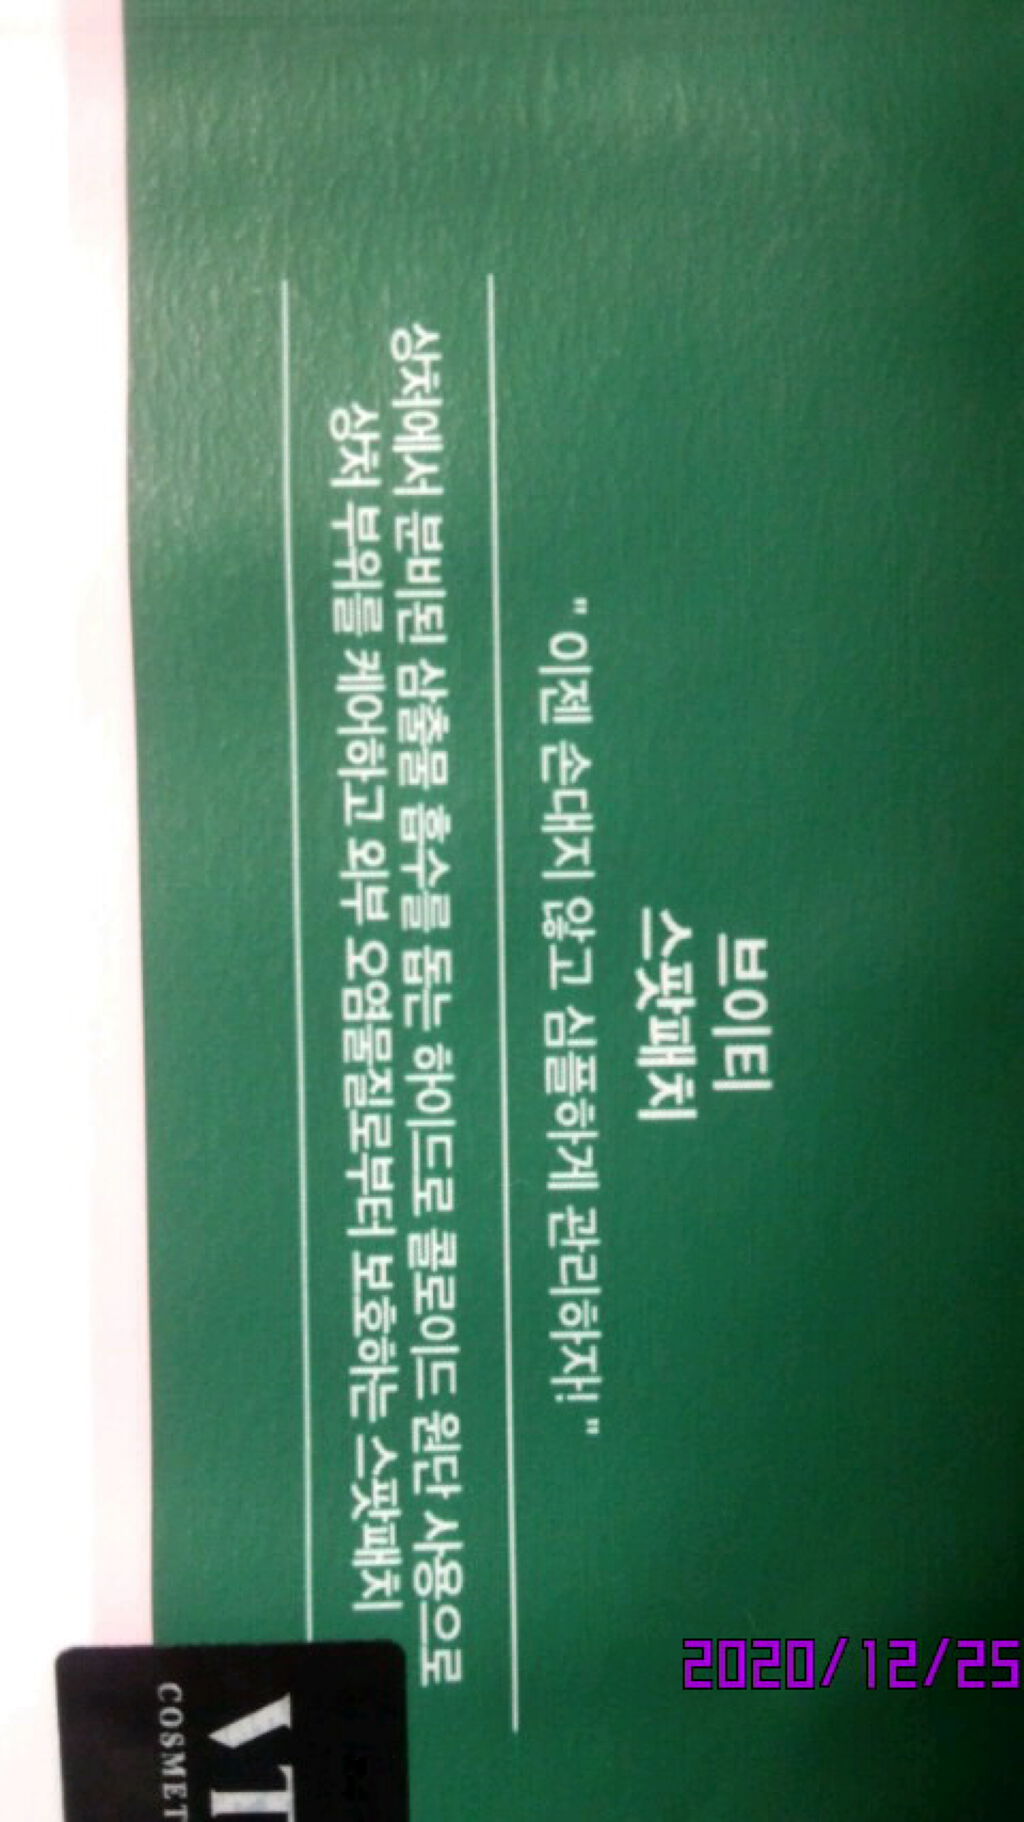 브이티
스팟패치
" 이젠 손대지 않고 심플하게 관리하자! "
상처에서 분비된 삼출물 흡수를 돕는 하이드로 콜로이드 원단 사용으로
상처 부위를 케어하고 외부 오염물질로부터 보호하는 스팟패치
VT
COSMET
2020/12/25